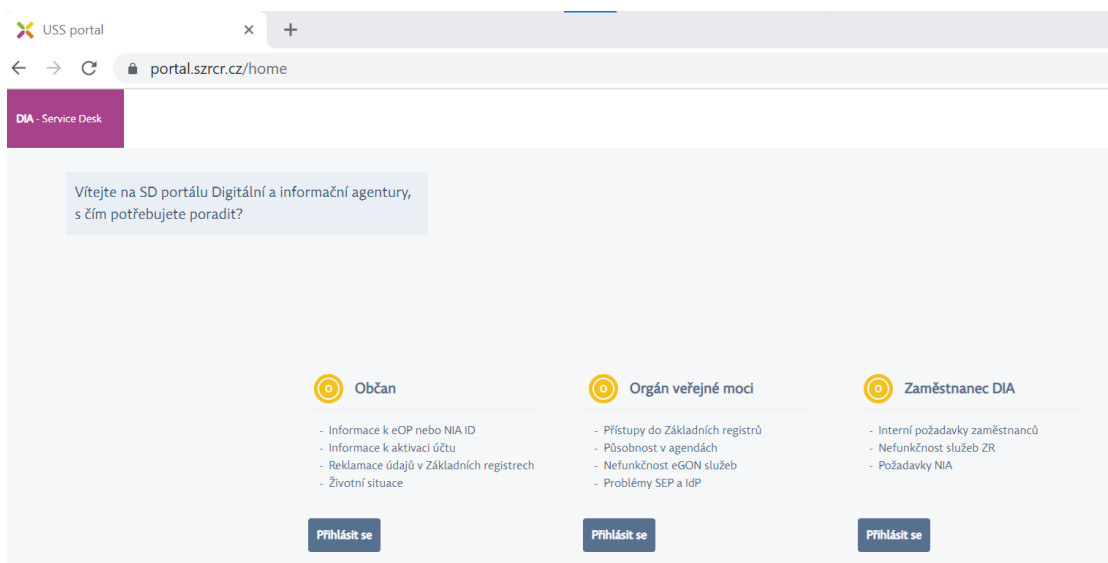 USS portal
portal.szrcr.cz/home
DIA - Service Desk
Vítejte na SD portálu Digitální a informační agentury,
s čím potřebujete poradit?
Občan
- Informace k eOP nebo NIA ID
- Informace k aktivaci účtu
- Reklamace údajů v Základních registrech
- Životní situace
Přihlásit se
Orgán veřejné moci
- Přístupy do Základních registrů
- Působnost v agendách
- Nefunkčnost eGON služeb
- Problémy SEP a IdP
Přihlásit se
Zaměstnanec DIA
- Interní požadavky zaměstnanců
- Nefunkčnost služeb ZR
- Požadavky NIA
Přihlásit se